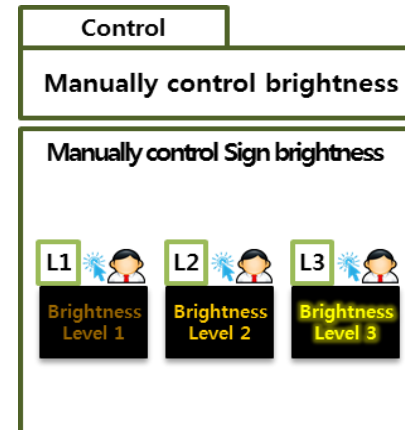 Control
Manually control brightness
Manually control Sign brightness
L1
L2
L3
Brightness
Level 1
Brightness
Level 2
Brightness
Level 3